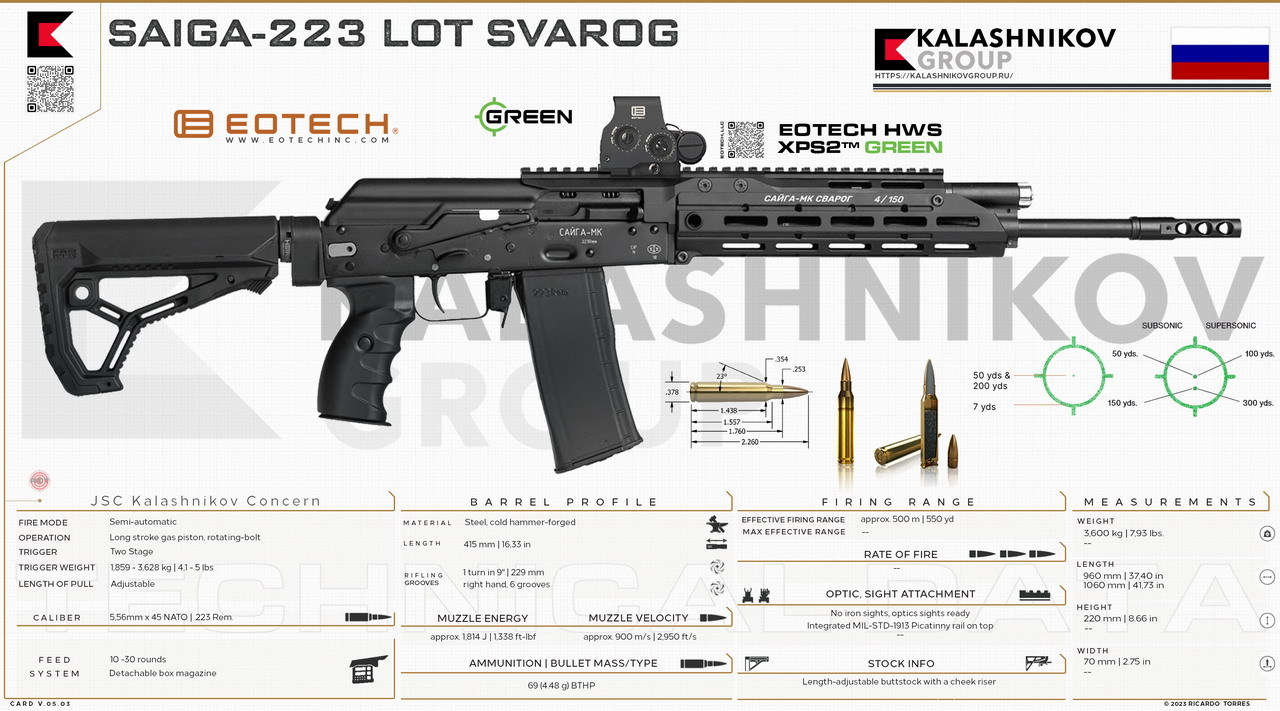 SAIGA-223 LOT SVAROG
KALASHNIKOV
GROUP
HTTPS://KALASHNIKOVGROUP.RU/
EOTECH®
WWW.EOTECHINC.COM
GREEN
EOTECH, LLC
EOTECH HWS
XPS2™ GREEN
САЙГА-МК СВАРОГ 4/150
САЙГА-МК
KALASHNIKOV
GROUP
.354
.253
23°
.378
1.438
1.557
1.760
2.260
SUBSONIC SUPERSONIC
50 yds. 100 yds.
50 yds &
200 yds
150 yds. 300 yds.
7 yds
TECHNICAL DATA
JSC Kalashnikov Concern
FIRE MODE Semi-automatic
OPERATION Long stroke gas piston, rotating-bolt
TRIGGER Two Stage
TRIGGER WEIGHT 1.859 - 3,628 kg | 4,1 - 5 lbs
LENGTH OF PULL Adjustable
CALIBER 5,56mm x 45 NATO | 223 Rem.
FEED 10 -30 rounds
SYSTEM Detachable box magazine
BARREL PROFILE
MATERIAL Steel, cold hammer-forged
LENGTH 415 mm | 16.33 in
RIFLING 1 turn in 9" | 229 mm
GROOVES right hand, 6 grooves
MUZZLE ENERGY MUZZLE VELOCITY
approx. 1,814 J | 1,338 ft-lbf approx. 900 m/s | 2,950 ft/s
AMMUNITION | BULLET MASS/TYPE
69 (4.48 g) BTHP
FIRING RANGE
EFFECTIVE FIRING RANGE approx. 500 m | 550 yd
MAX EFFECTIVE RANGE --
RATE OF FIRE
--
OPTIC, SIGHT ATTACHMENT
No iron sights, optics sights ready
Integrated MIL-STD-1913 Picatinny rail on top
--
STOCK INFO
Length-adjustable buttstock with a cheek riser
MEASUREMENTS
WEIGHT
3,600 kg | 7,93 lbs.
--
LENGTH
960 mm | 37,40 in
1060 mm | 41,73 in
HEIGHT
220 mm | 8.66 in
--
WIDTH
70 mm | 2.75 in
--
CARD V.05.03
© 2023 RICARDO TORRES